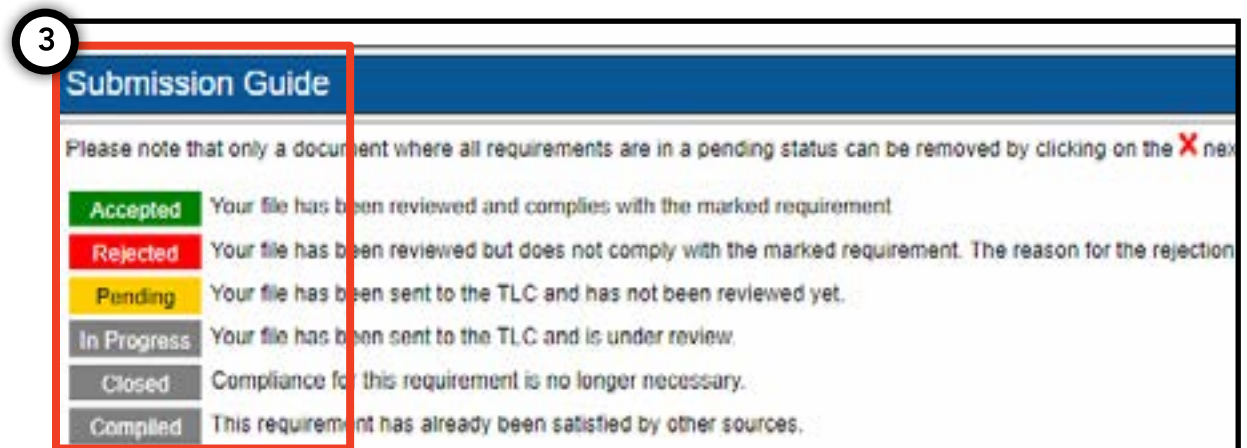 3
Submission Guide
Please note that only a document where all requirements are in a pending status can be removed by clicking on the X nex
Accepted Your file has been reviewed and complies with the marked requirement
Rejected Your file has been reviewed but does not comply with the marked requirement. The reason for the rejection
Pending Your file has been sent to the TLC and has not been reviewed yet.
In Progress Your file has been sent to the TLC and is under review.
Closed Compliance for this requirement is no longer necessary.
Complied This requirement has already been satisfied by other sources.